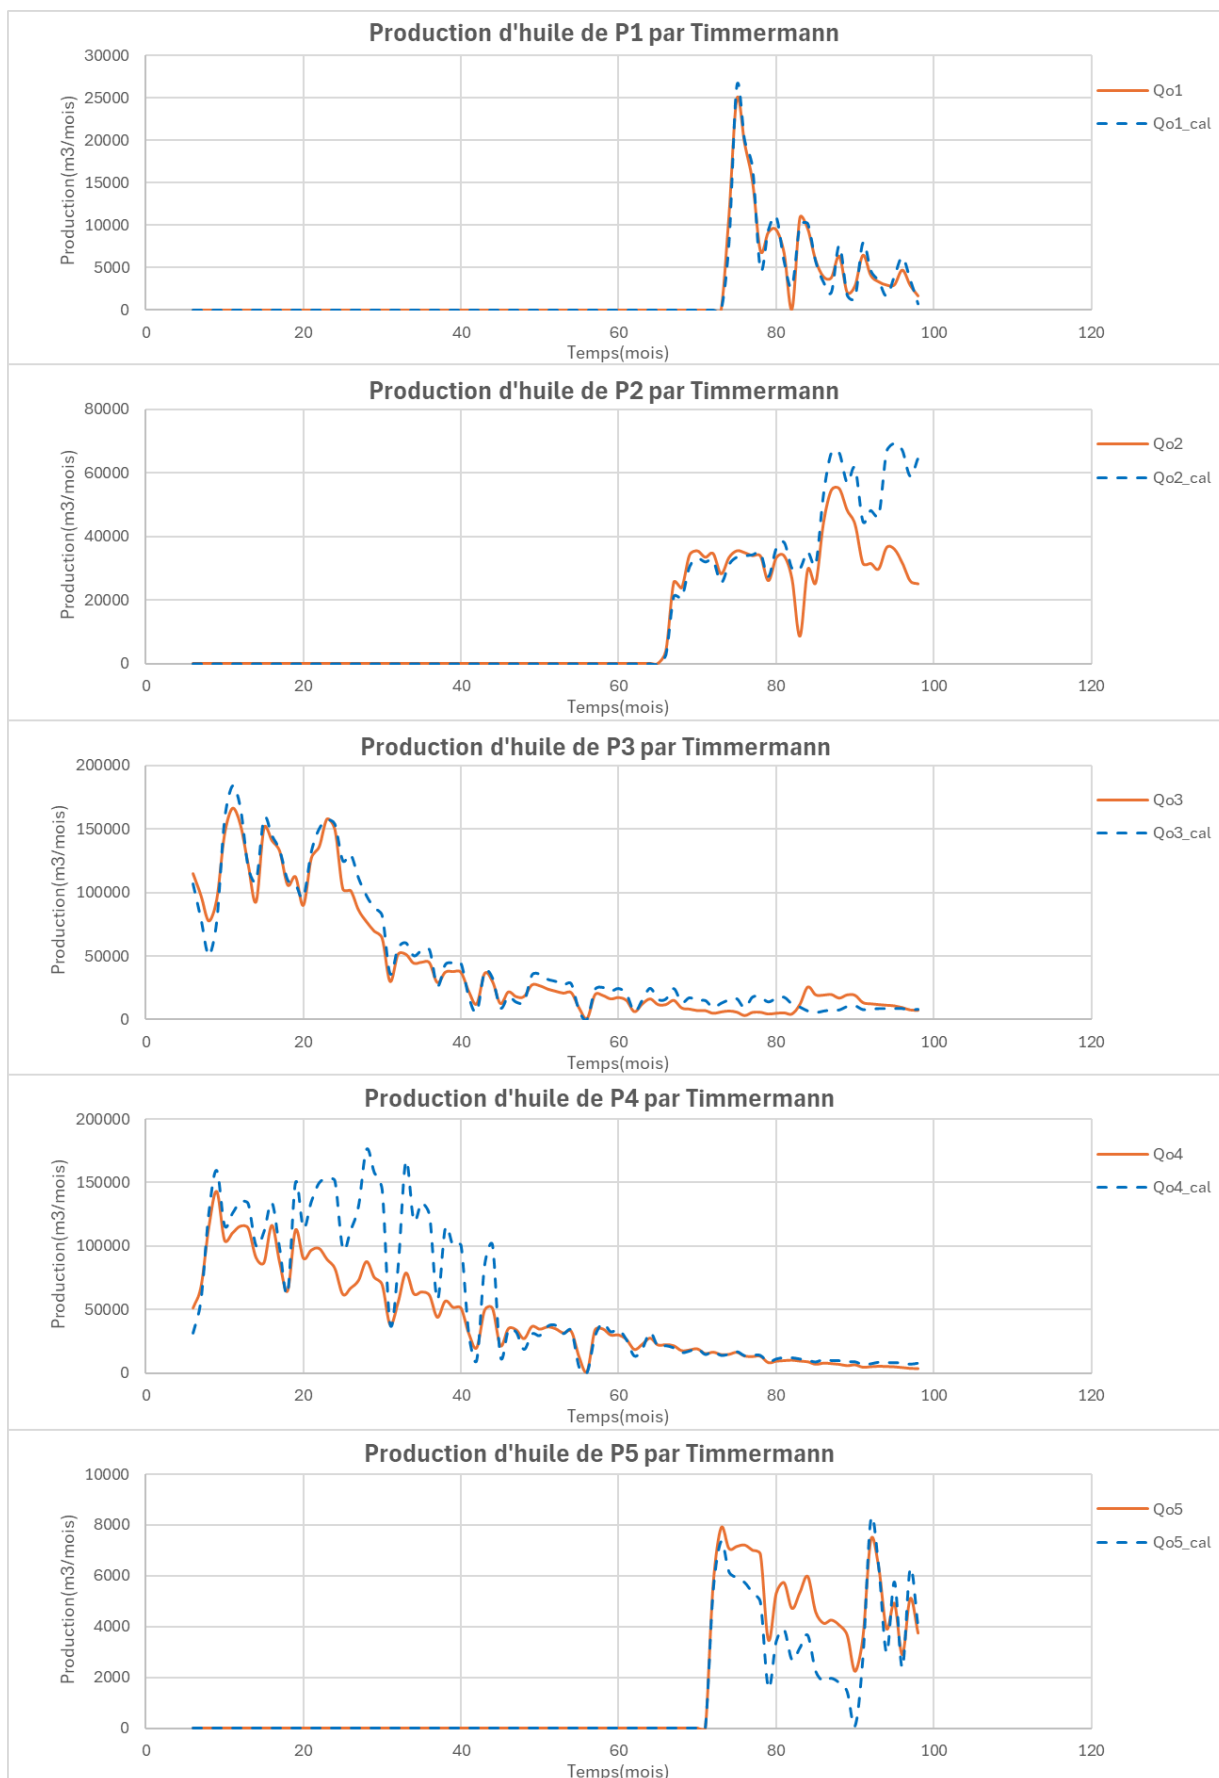 Production d'huile de P1 par Timmermann
30000
25000
20000
15000
10000
5000
0
Production(m3/mois)
0 20 40 60 80 100 120
Temps(mois)
Qo1
Qo1_cal
Production d'huile de P2 par Timmermann
80000
60000
40000
20000
0
Production(m3/mois)
0 20 40 60 80 100 120
Temps(mois)
Qo2
Qo2_cal
Production d'huile de P3 par Timmermann
200000
150000
100000
50000
0
Production(m3/mois)
0 20 40 60 80 100 120
Temps(mois)
Qo3
Qo3_cal
Production d'huile de P4 par Timmermann
200000
150000
100000
50000
0
Production(m3/mois)
0 20 40 60 80 100 120
Temps(mois)
Qo4
Qo4_cal
Production d'huile de P5 par Timmermann
10000
8000
6000
4000
2000
0
Production(m3/mois)
0 20 40 60 80 100 120
Temps(mois)
Qo5
Qo5_cal